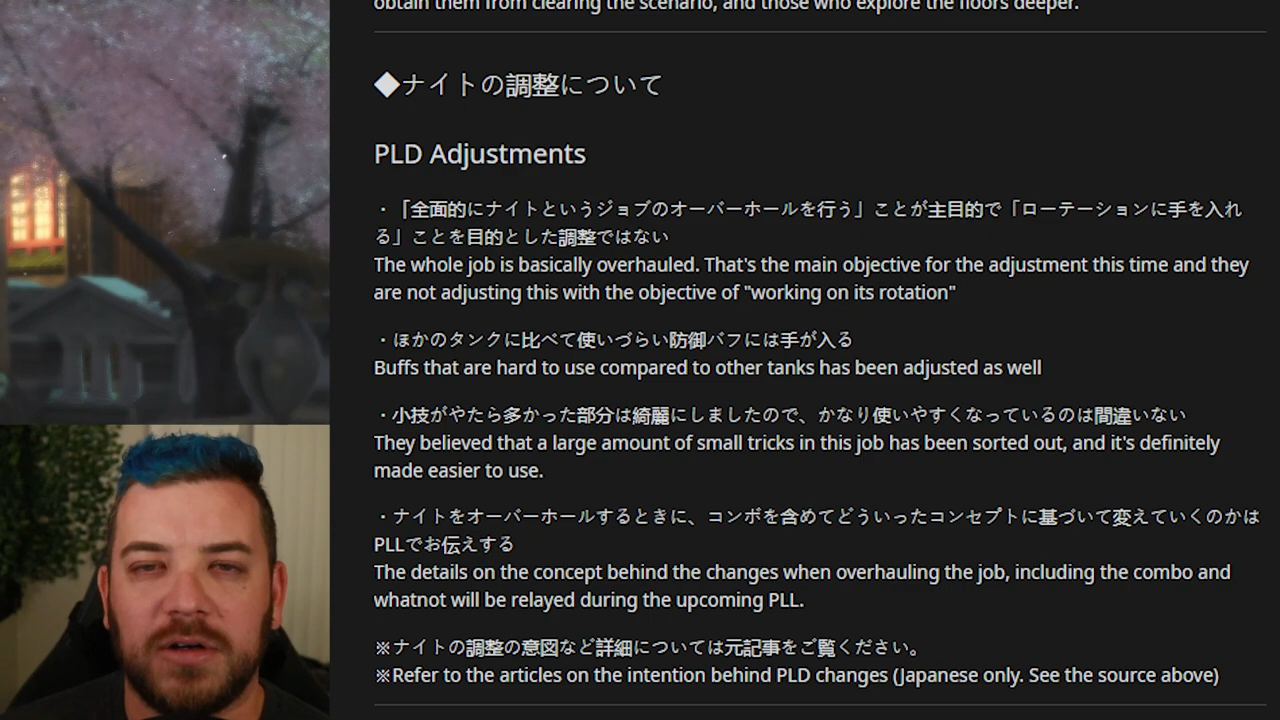 obtain them from clearing the scenario, and those who explore the floors deeper.
◆ナイトの調整について
PLD Adjustments
・「全面的にナイトというジョブのオーバーホールを行う」ことが主目的で「ローテーションに手を入れ
る」ことを目的とした調整ではない
The whole job is basically overhauled. That's the main objective for the adjustment this time and they
are not adjusting this with the objective of "working on its rotation"
・ほかのタンクに比べて使いづらい防御バフには手が入る
Buffs that are hard to use compared to other tanks has been adjusted as well
・小技がやたら多かった部分は綺麗にしましたので、かなり使いやすくなっているのは間違いない
They believed that a large amount of small tricks in this job has been sorted out, and it's definitely
made easier to use.
・ナイトをオーバーホールするときに、コンボを含めてどういったコンセプトに基づいて変えていくのかは
PLLでお伝えする
The details on the concept behind the changes when overhauling the job, including the combo and
whatnot will be relayed during the upcoming PLL.
※ナイトの調整の意図など詳細については元記事をご覧ください。
※Refer to the articles on the intention behind PLD changes (Japanese only. See the source above)